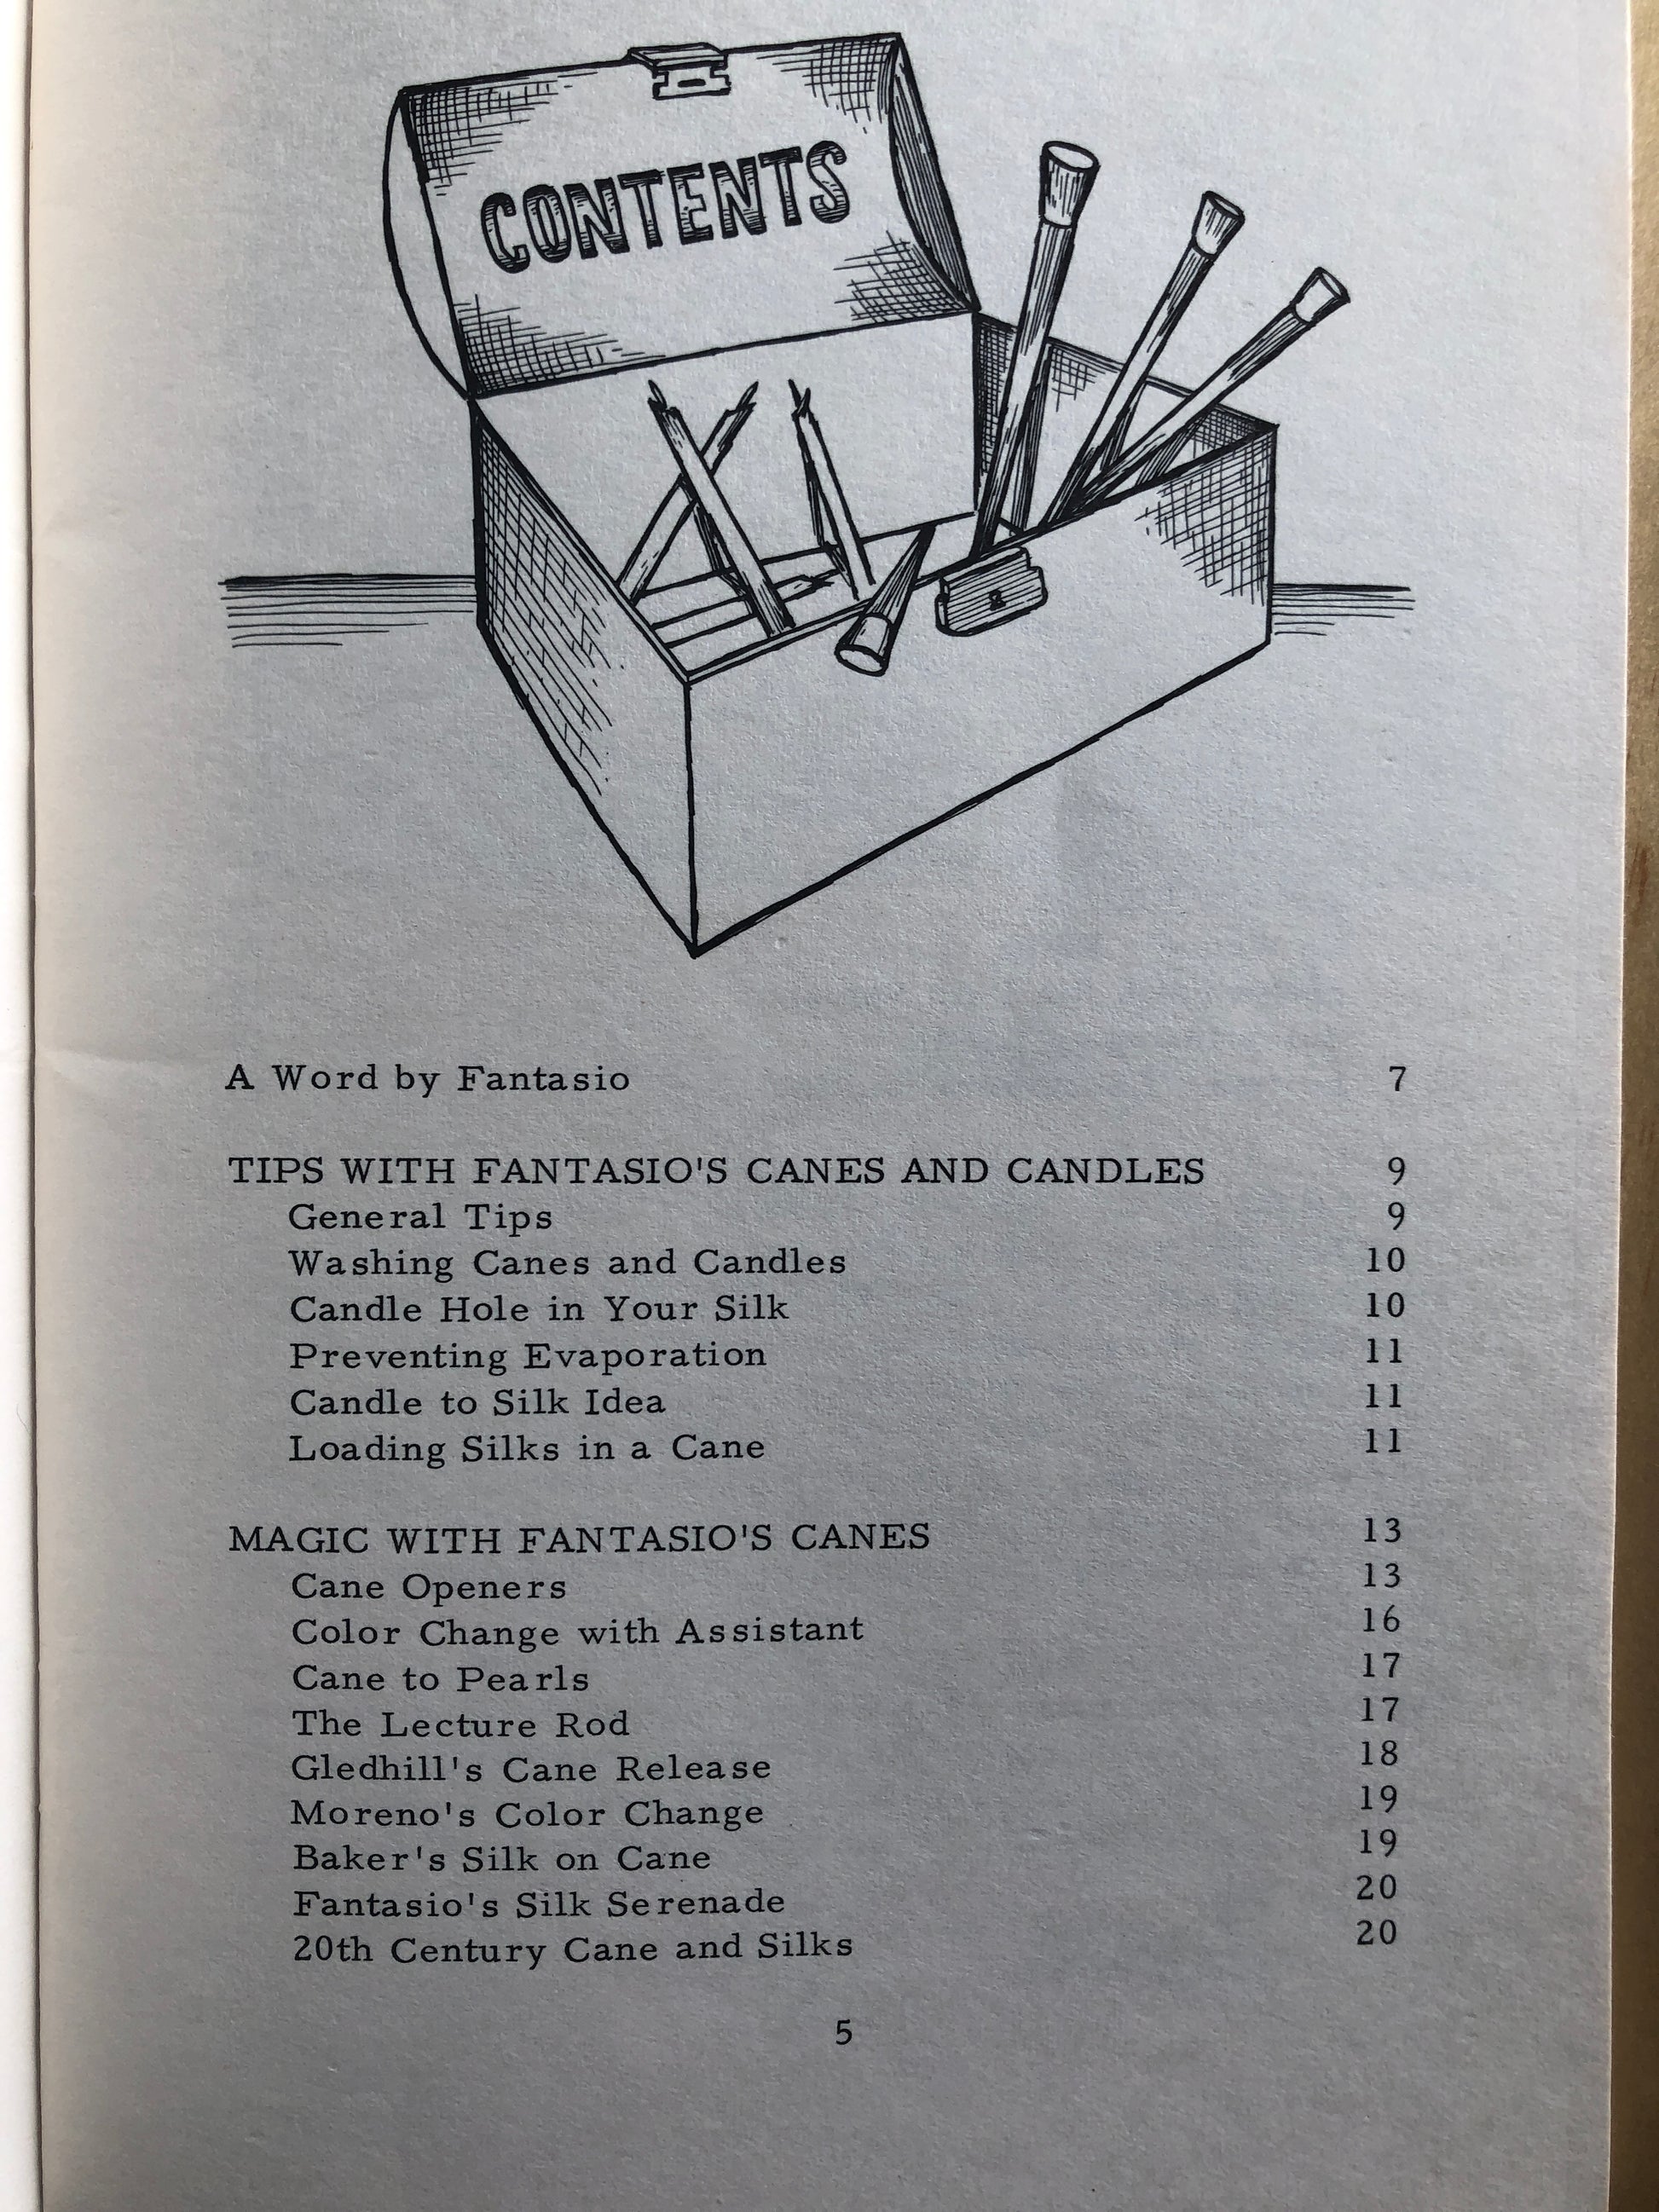 CONTENTS
A Word by Fantasio 7
TIPS WITH FANTASIO'S CANES AND CANDLES 9
General Tips 9
Washing Canes and Candles 10
Candle Hole in Your Silk 10
Preventing Evaporation 11
Candle to Silk Idea 11
Loading Silks in a Cane 11
MAGIC WITH FANTASIO'S CANES 13
Cane Openers 13
Color Change with Assistant 16
Cane to Pearls 17
The Lecture Rod 17
Gledhill's Cane Release 18
Moreno's Color Change 19
Baker's Silk on Cane 19
Fantasio's Silk Serenade 20
20th Century Cane and Silks 20
5